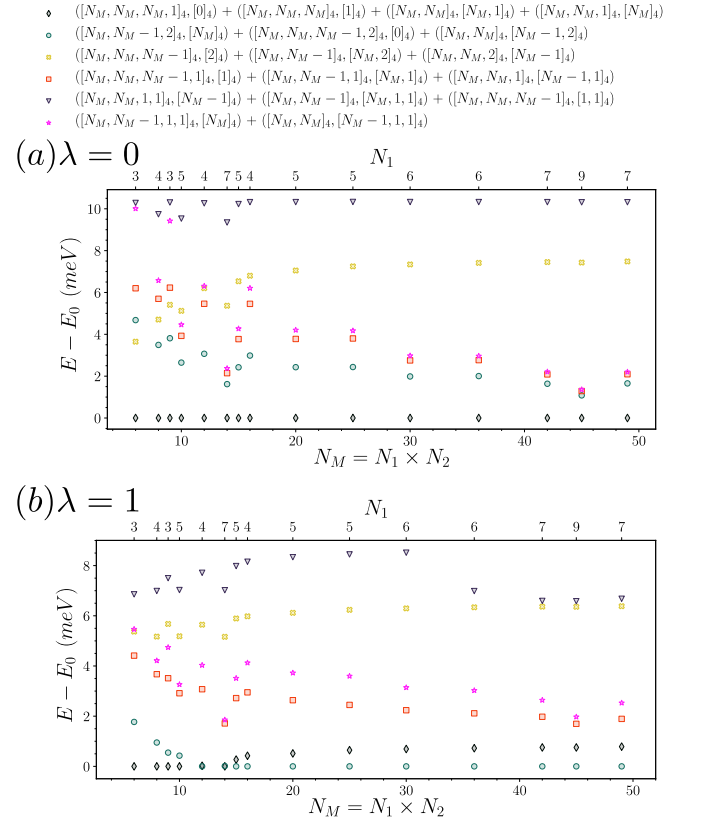 ([N_M, N_M, N_M, 1]_4, [0]_4) + ([N_M, N_M, N_M]_4, [1]_4) + ([N_M, N_M]_4, [N_M, 1]_4) + ([N_M, N_M, 1]_4, [N_M]_4)
([N_M, N_M − 1, 2]_4, [N_M]_4) + ([N_M, N_M, N_M − 1, 2]_4, [0]_4) + ([N_M, N_M]_4, [N_M − 1, 2]_4)
([N_M, N_M, N_M − 1]_4, [2]_4) + ([N_M, N_M − 1]_4, [N_M, 2]_4) + ([N_M, N_M, 2]_4, [N_M − 1]_4)
([N_M, N_M, N_M − 1, 1]_4, [1]_4) + ([N_M, N_M − 1, 1]_4, [N_M, 1]_4) + ([N_M, N_M, 1]_4, [N_M − 1, 1]_4)
([N_M, N_M, 1, 1]_4, [N_M − 1]_4) + ([N_M, N_M − 1]_4, [N_M, 1, 1]_4) + ([N_M, N_M, N_M − 1]_4, [1, 1]_4)
([N_M, N_M − 1, 1, 1]_4, [N_M]_4) + ([N_M, N_M]_4, [N_M − 1, 1, 1]_4)
(a)λ = 0
N_1
3 4 3 5 4 7 5 4 5 5 6 6 7 9 7
10
8
6
4
2
0
E − E_0 (meV)
10 20 30 40 50
N_M = N_1 × N_2
(b)λ = 1
N_1
3 4 3 5 4 7 5 4 5 5 6 6 7 9 7
8
6
4
2
0
E − E_0 (meV)
10 20 30 40 50
N_M = N_1 × N_2